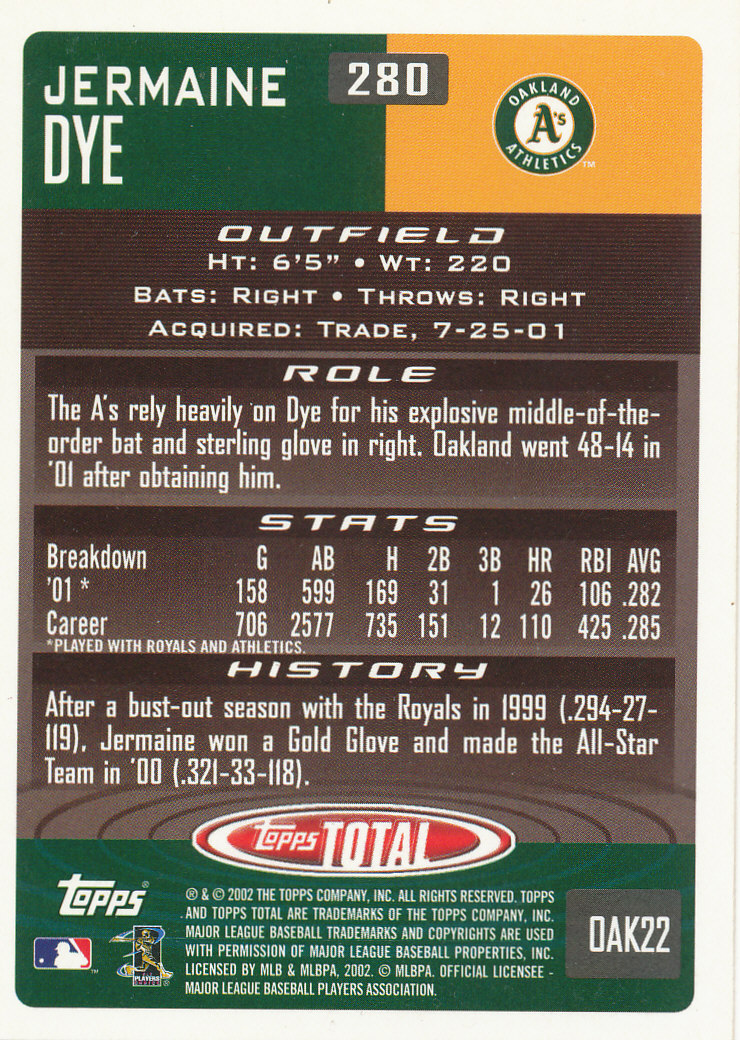 JERMAINE
DYE
280
OAKLAND
A's
ATHLETICS
TM
OUTFIELD
HT: 6'5" • WT: 220
BATS: RIGHT • THROWS: RIGHT
ACQUIRED: TRADE, 7-25-01
ROLE
The A's rely heavily on Dye for his explosive middle-of-the-
order bat and sterling glove in right. Oakland went 48-14 in
'01 after obtaining him.
STATS
Breakdown G AB H 2B 3B HR RBI AVG
'01 * 158 599 169 31 1 26 106 .282
Career 706 2577 735 151 12 110 425 .285
*PLAYED WITH ROYALS AND ATHLETICS.
HISTORY
After a bust-out season with the Royals in 1999 (.294-27-
119), Jermaine won a Gold Glove and made the All-Star
Team in '00 (.321-33-118).
topps TOTAL
topps®
® & © 2002 THE TOPPS COMPANY, INC. ALL RIGHTS RESERVED. TOPPS
AND TOPPS TOTAL ARE TRADEMARKS OF THE TOPPS COMPANY, INC.
MAJOR LEAGUE BASEBALL TRADEMARKS AND COPYRIGHTS ARE USED
WITH PERMISSION OF MAJOR LEAGUE BASEBALL PROPERTIES, INC.
LICENSED BY MLB & MLBPA, 2002. © MLBPA. OFFICIAL LICENSEE -
MAJOR LEAGUE BASEBALL PLAYERS ASSOCIATION.
TM
PLAYERS
OAK22